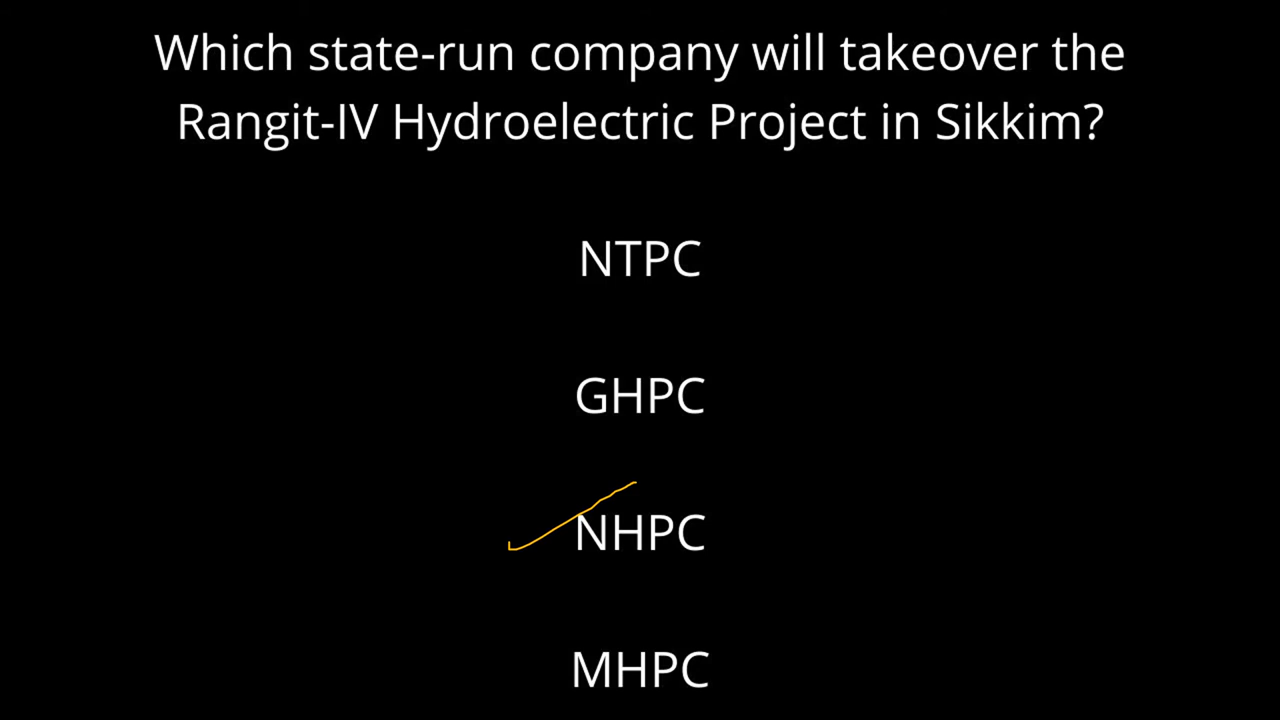 Which state-run company will takeover the
Rangit-IV Hydroelectric Project in Sikkim?
NTPC
GHPC
NHPC
MHPC